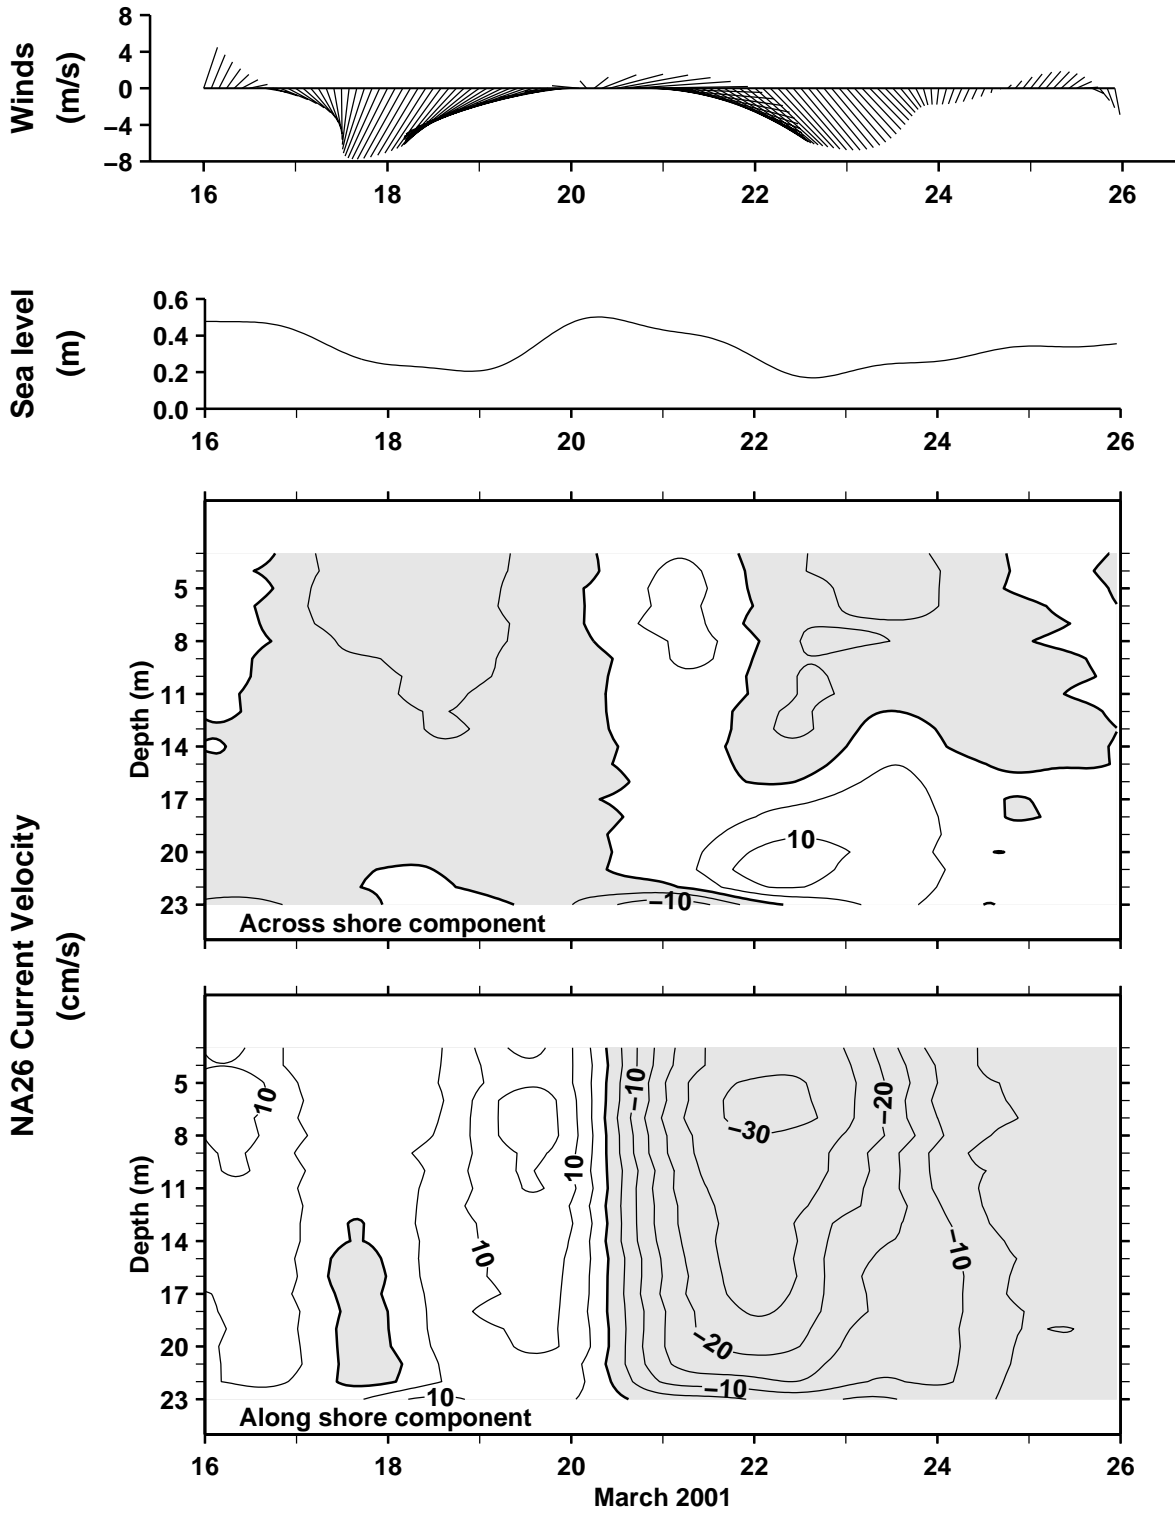 Winds
(m/s)
8
4
0
−4
−8
16 18 20 22 24 26
Sea level
(m)
0.6
0.4
0.2
0.0
16 18 20 22 24 26
NA26 Current Velocity
(cm/s)
Depth (m)
5
8
11
14
17
20
23
10
−10
Across shore component
Depth (m)
5
8
11
14
17
20
23
10
−10
−20
−30
10
10
−10
−20
−10
10
Along shore component
16 18 20 22 24 26
March 2001